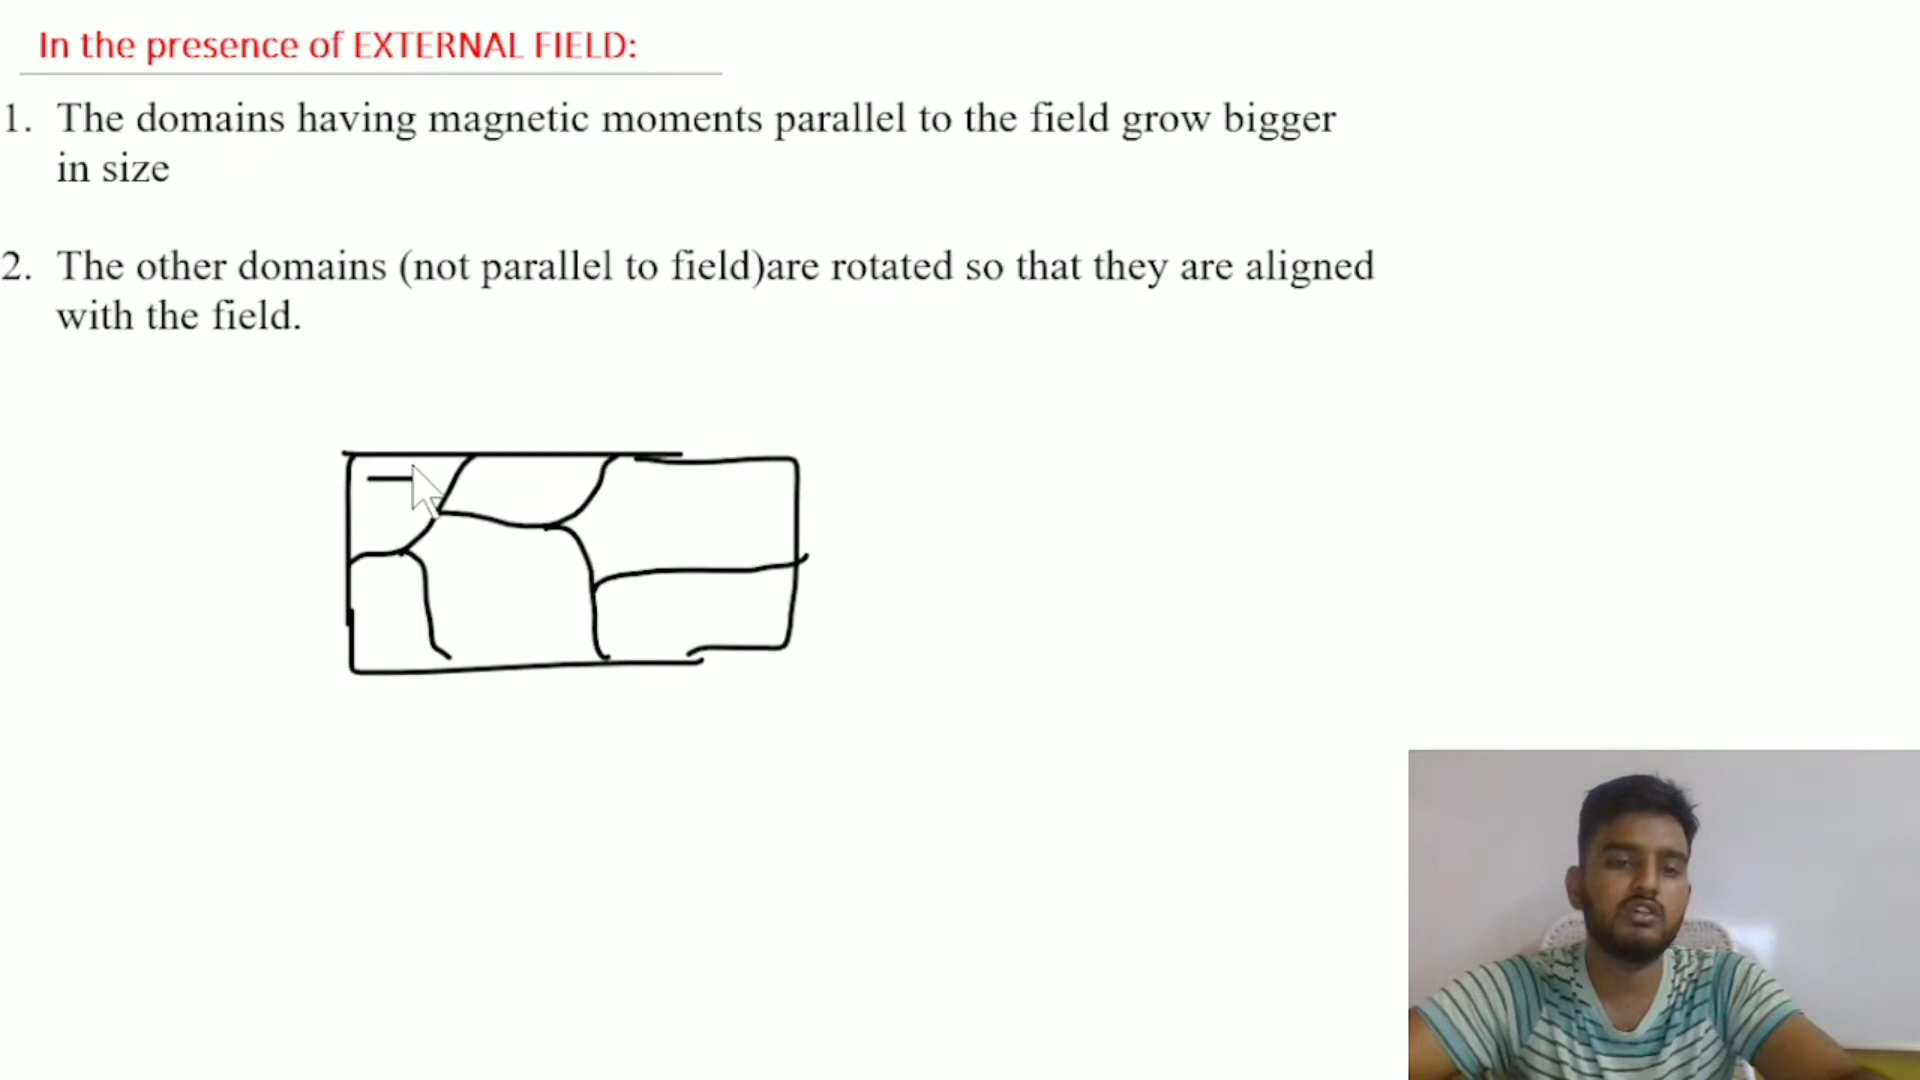 In the presence of EXTERNAL FIELD:
1. The domains having magnetic moments parallel to the field grow bigger
in size
2. The other domains (not parallel to field)are rotated so that they are aligned
with the field.